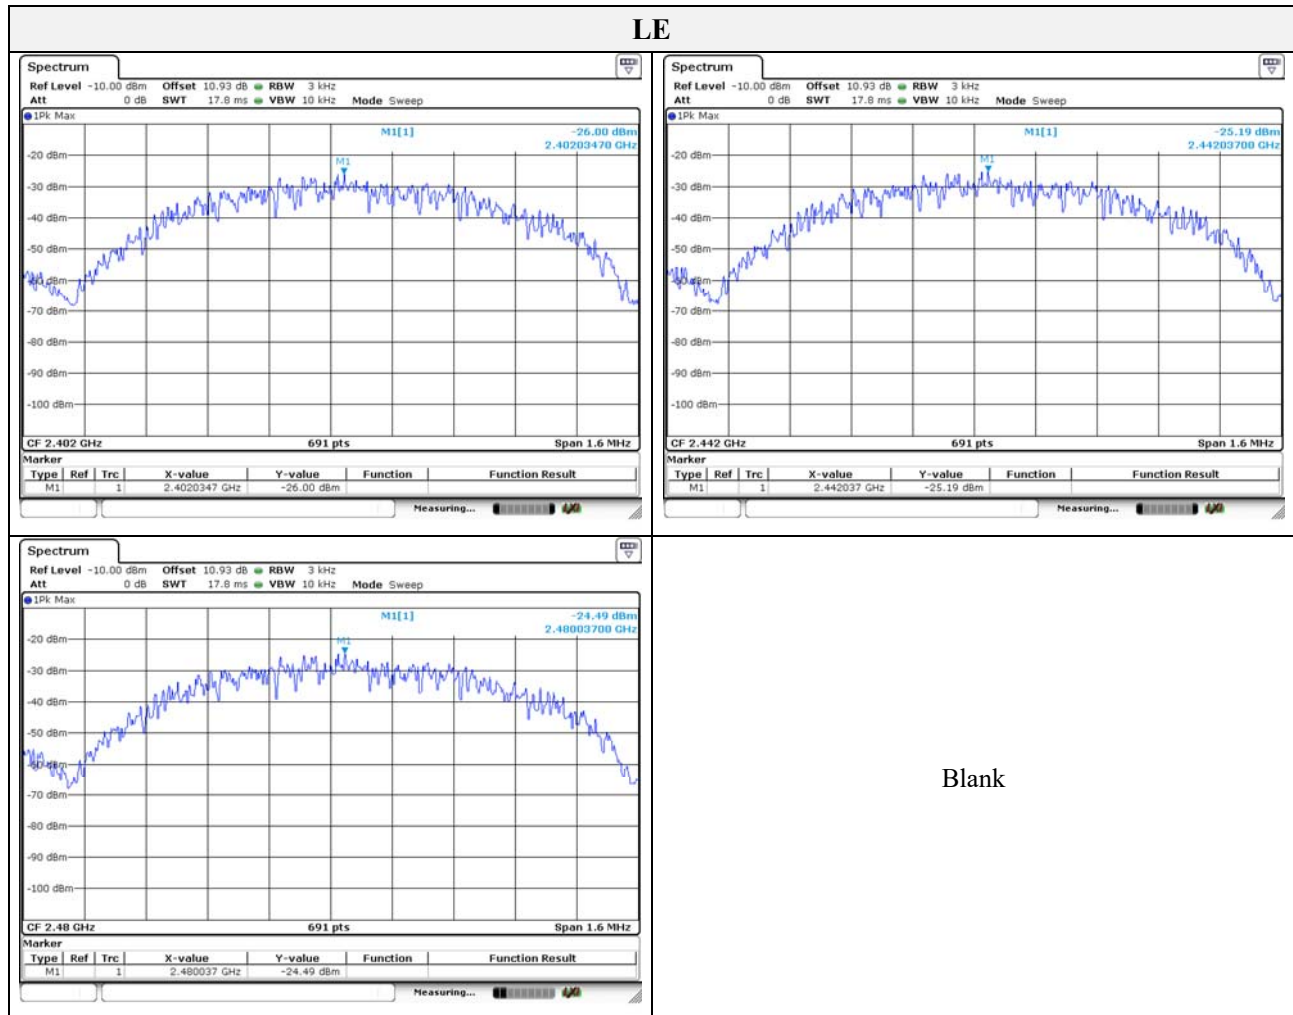 LE
Spectrum
Ref Level -10.00 dBm Offset 10.93 dB RBW 3 kHz
Att 0 dB SWT 17.8 ms VBW 10 kHz Mode Sweep
1Pk Max
M1[1] -26.00 dBm
2.40203470 GHz
M1
-20 dBm
-30 dBm
-40 dBm
-50 dBm
-60 dBm
-70 dBm
-80 dBm
-90 dBm
-100 dBm
CF 2.402 GHz 691 pts Span 1.6 MHz
Marker
Type Ref Trc X-value Y-value Function Function Result
M1 1 2.4020347 GHz -26.00 dBm
Measuring...
Spectrum
Ref Level -10.00 dBm Offset 10.93 dB RBW 3 kHz
Att 0 dB SWT 17.8 ms VBW 10 kHz Mode Sweep
1Pk Max
M1[1] -25.19 dBm
2.44203700 GHz
M1
-20 dBm
-30 dBm
-40 dBm
-50 dBm
-60 dBm
-70 dBm
-80 dBm
-90 dBm
-100 dBm
CF 2.442 GHz 691 pts Span 1.6 MHz
Marker
Type Ref Trc X-value Y-value Function Function Result
M1 1 2.442037 GHz -25.19 dBm
Measuring...
Spectrum
Ref Level -10.00 dBm Offset 10.93 dB RBW 3 kHz
Att 0 dB SWT 17.8 ms VBW 10 kHz Mode Sweep
1Pk Max
M1[1] -24.49 dBm
2.48003700 GHz
M1
-20 dBm
-30 dBm
-40 dBm
-50 dBm
-60 dBm
-70 dBm
-80 dBm
-90 dBm
-100 dBm
CF 2.48 GHz 691 pts Span 1.6 MHz
Marker
Type Ref Trc X-value Y-value Function Function Result
M1 1 2.480037 GHz -24.49 dBm
Measuring...
Blank